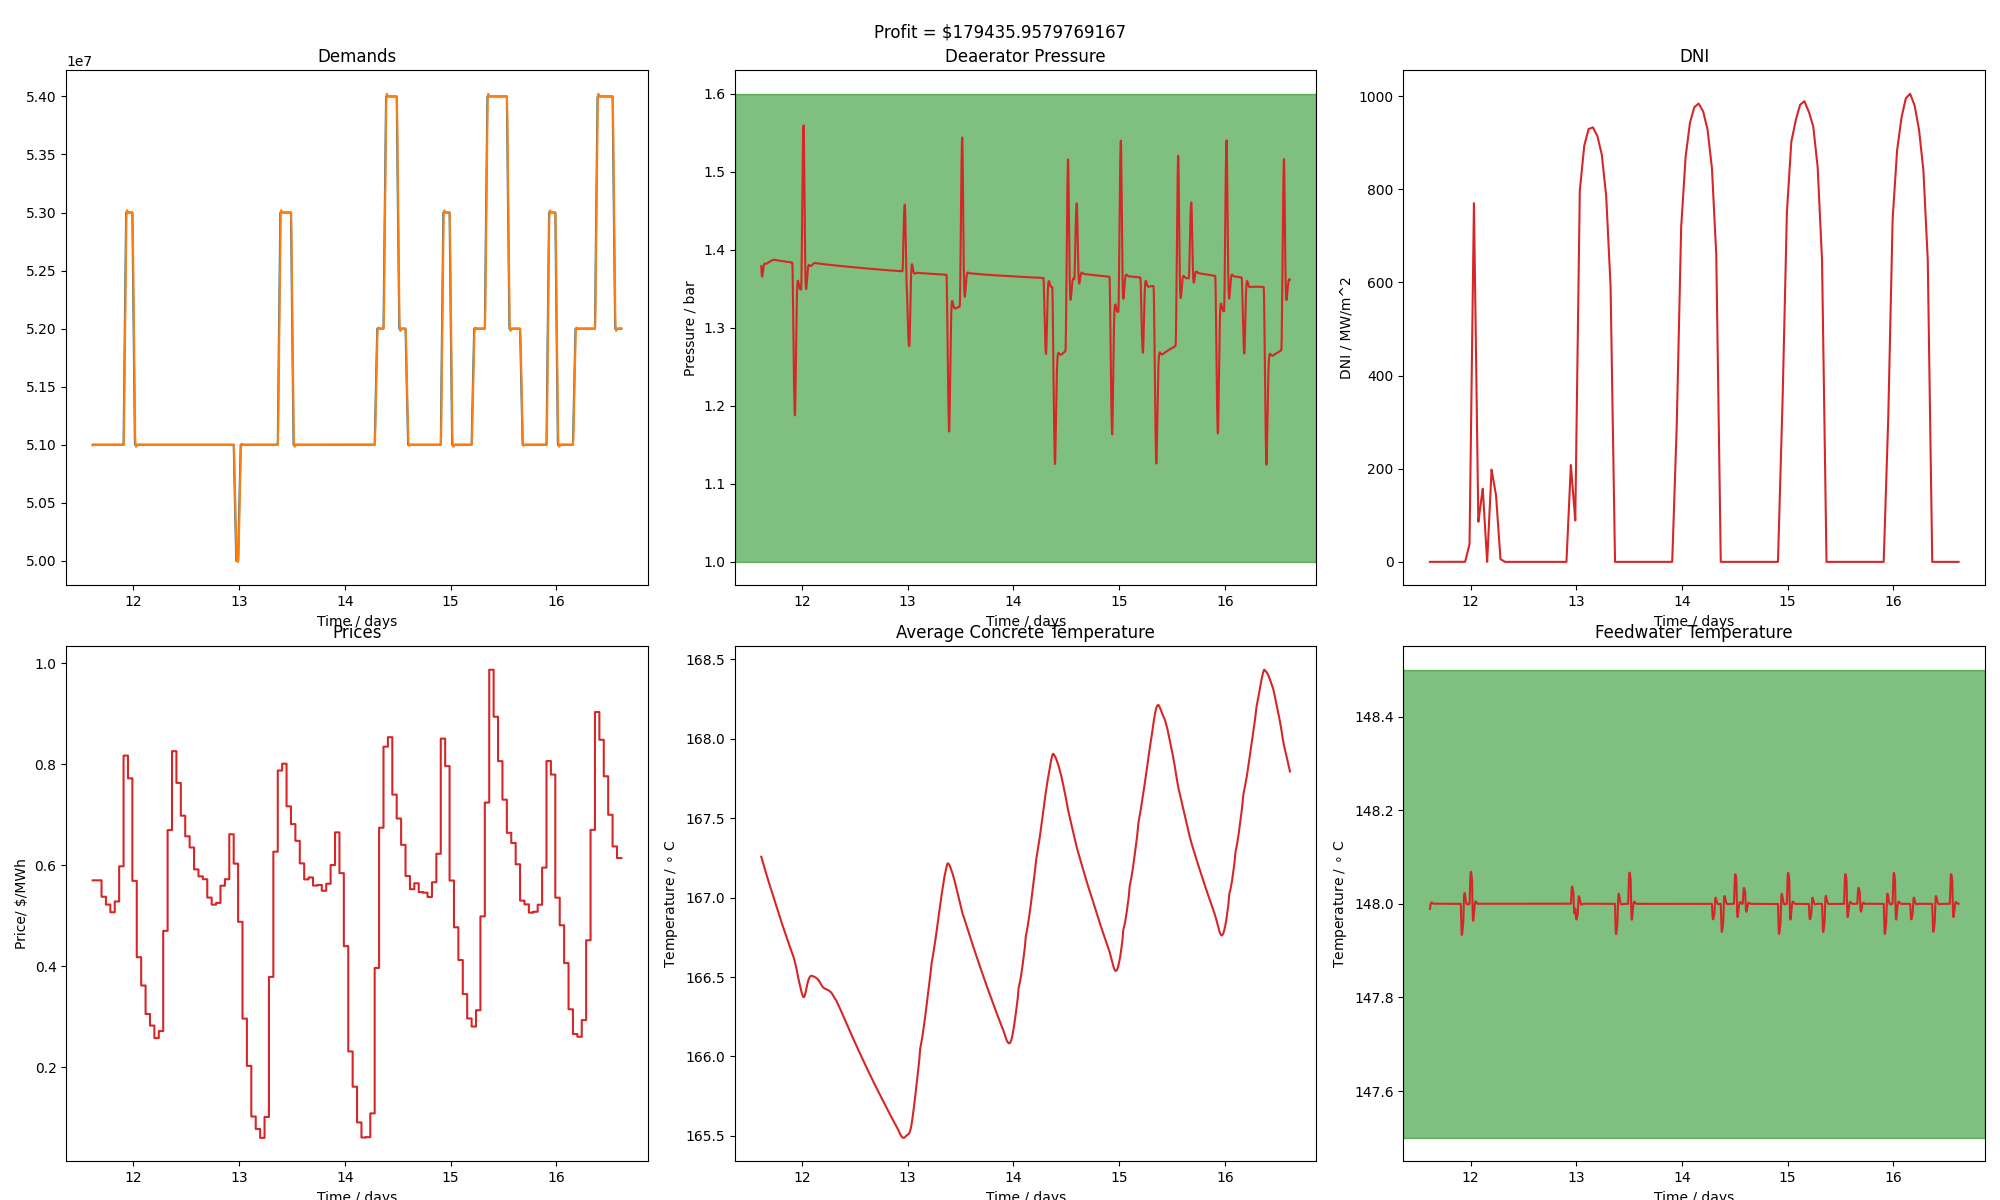 Profit = $179435.9579769167
Demands
1e7
5.40
5.35
5.30
5.25
5.20
5.15
5.10
5.05
5.00
12 13 14 15 16
Time / days
Deaerator Pressure
Pressure / bar
1.6
1.5
1.4
1.3
1.2
1.1
1.0
12 13 14 15 16
Time / days
DNI
DNI / MW/m^2
1000
800
600
400
200
0
12 13 14 15 16
Time / days
Prices
Price/ $/MWh
1.0
0.8
0.6
0.4
0.2
12 13 14 15 16
Time / days
Average Concrete Temperature
Temperature / ∘ C
168.5
168.0
167.5
167.0
166.5
166.0
165.5
12 13 14 15 16
Time / days
Feedwater Temperature
Temperature / ∘ C
148.4
148.2
148.0
147.8
147.6
12 13 14 15 16
Time / days